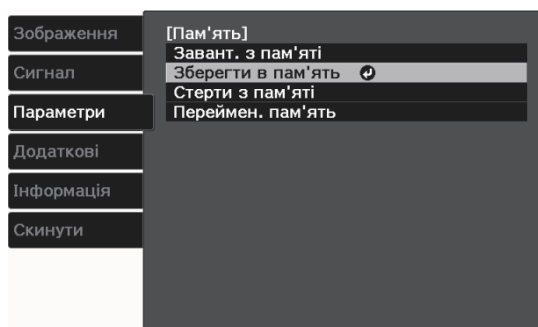 Зображення
Сигнал
Параметри
Додаткові
Інформація
Скинути
[Пам'ять]
Завант. з пам'яті
Зберегти в пам'ять
Стерти з пам'яті
Переймен. пам'ять